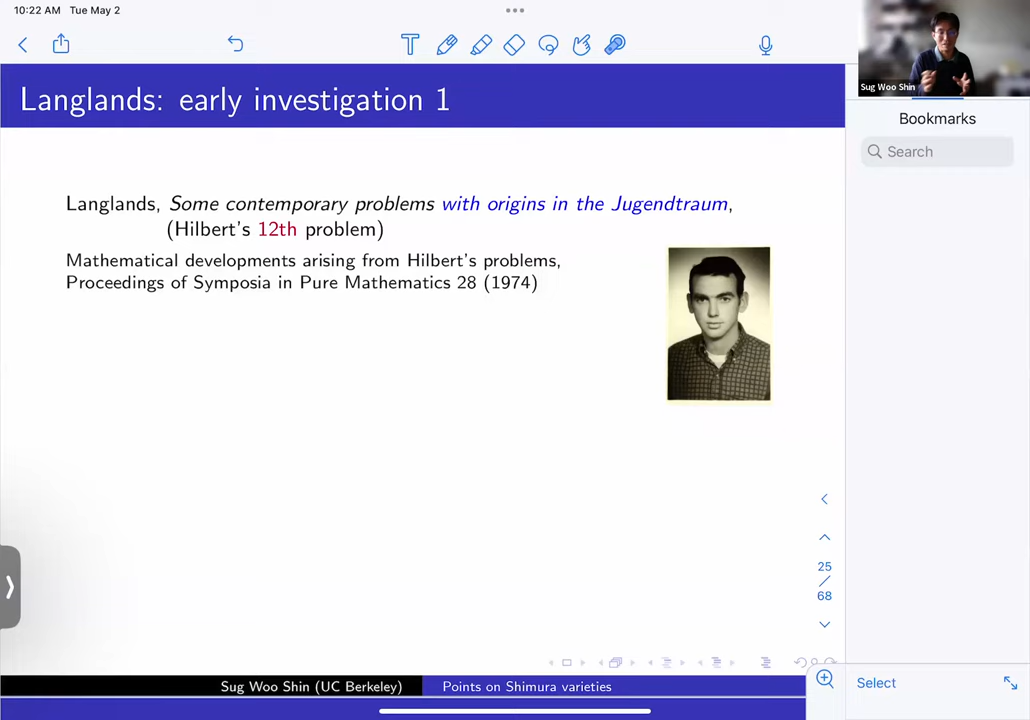 10:22 AM Tue May 2
Sug Woo Shin
Langlands: early investigation 1
Bookmarks
Search
Langlands, Some contemporary problems with origins in the Jugendtraum,
(Hilbert's 12th problem)
Mathematical developments arising from Hilbert's problems,
Proceedings of Symposia in Pure Mathematics 28 (1974)
25
/
68
Sug Woo Shin (UC Berkeley) Points on Shimura varieties
Select